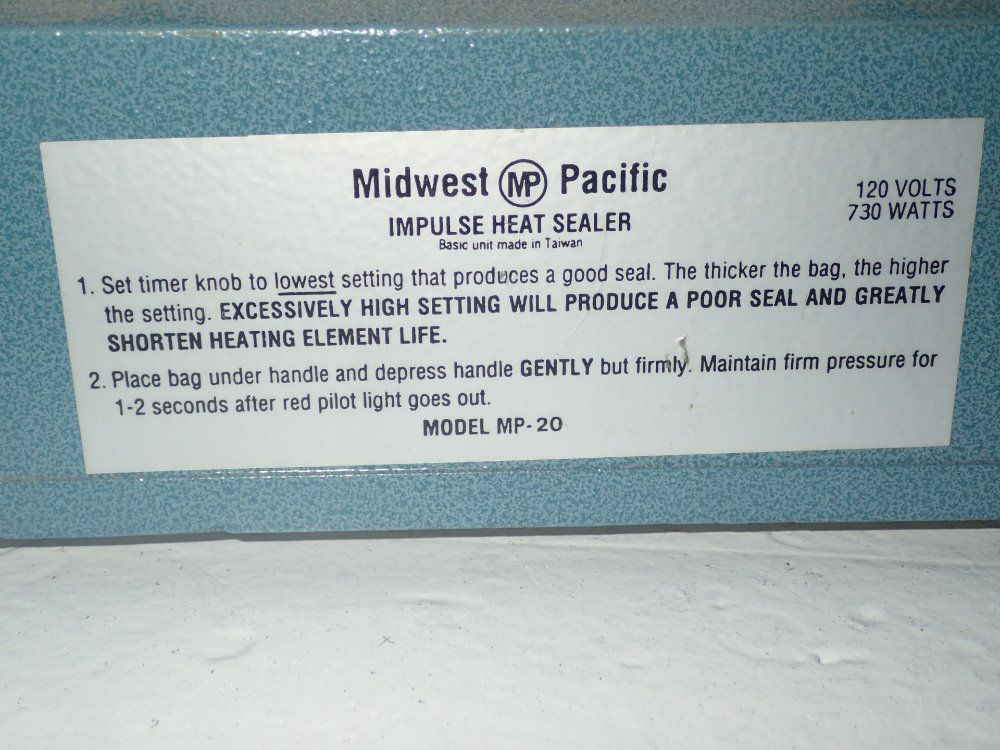 Midwest MP Pacific
120 VOLTS
730 WATTS
IMPULSE HEAT SEALER
Basic unit made in Taiwan
1. Set timer knob to lowest setting that produces a good seal. The thicker the bag, the higher
the setting. EXCESSIVELY HIGH SETTING WILL PRODUCE A POOR SEAL AND GREATLY
SHORTEN HEATING ELEMENT LIFE.
2. Place bag under handle and depress handle GENTLY but firmly. Maintain firm pressure for
1-2 seconds after red pilot light goes out.
MODEL MP-20